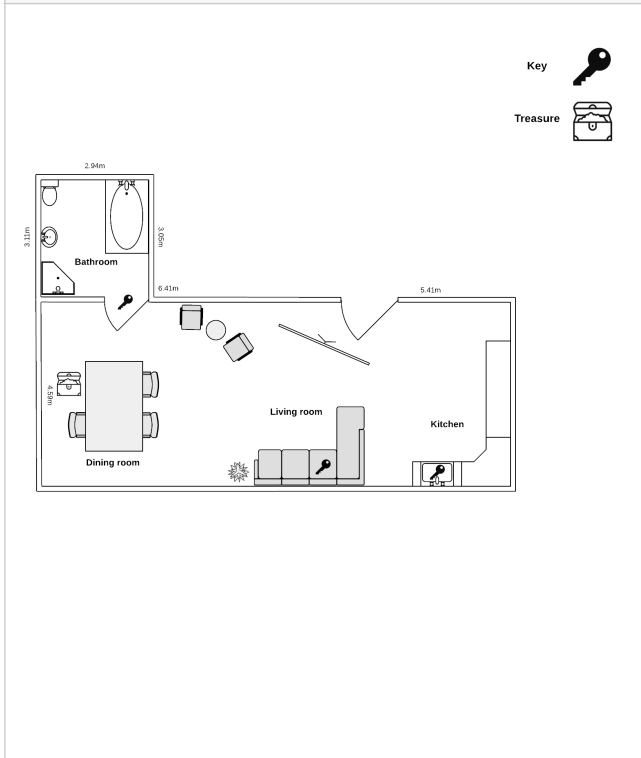 Key
Treasure
2.94m
3.11m
3.05m
Bathroom
6.41m
5.41m
4.59m
Living room
Kitchen
Dining room